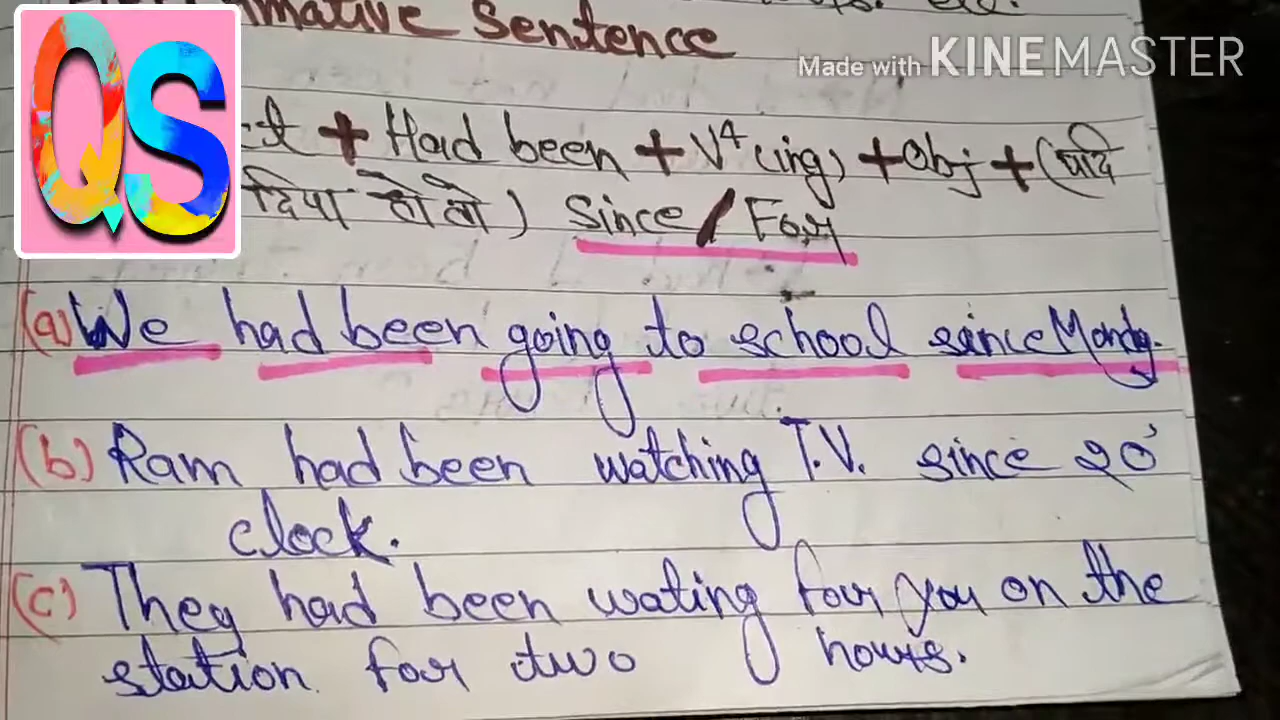 QS
Sentence
Made with KINEMASTER
+ Had been + V⁴ (ing) + Obj + (यदि
दिया हो तो) Since / For
(a) We had been going to school since Monday.
(b) Ram had been watching T.V. since 2 O'
clock.
(c) They had been wating for you on the
station for two hours.